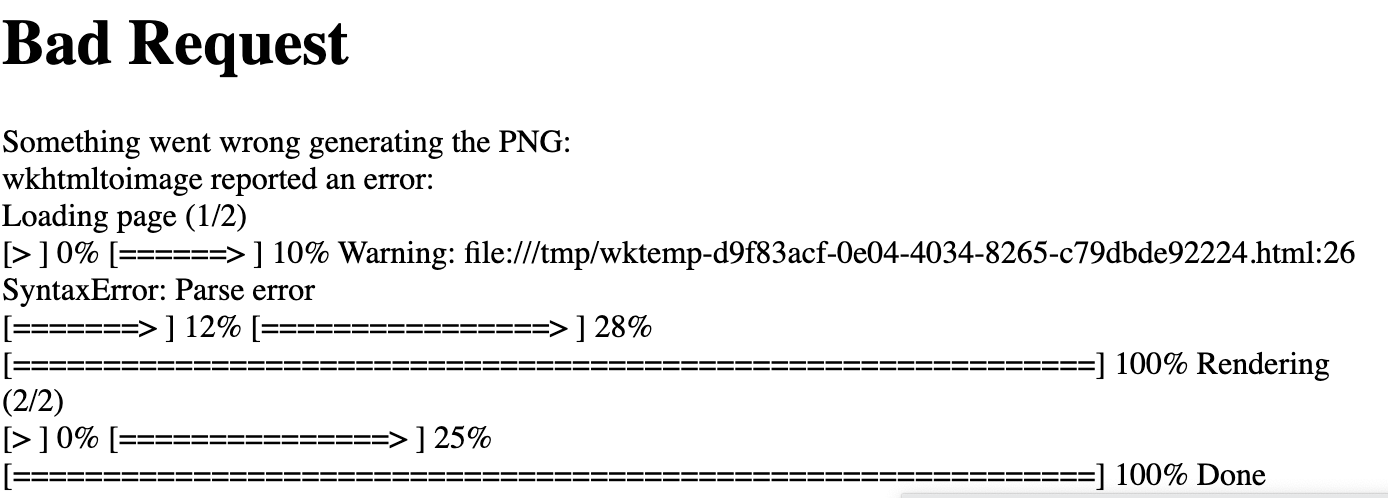 Bad Request
Something went wrong generating the PNG:
wkhtmltoimage reported an error:
Loading page (1/2)
[> ] 0% [======> ] 10% Warning: file:///tmp/wktemp-d9f83acf-0e04-4034-8265-c79dbde92224.html:26
SyntaxError: Parse error
[=======> ] 12% [================> ] 28%
[============================================================] 100% Rendering
(2/2)
[> ] 0% [===============> ] 25%
[============================================================] 100% Done